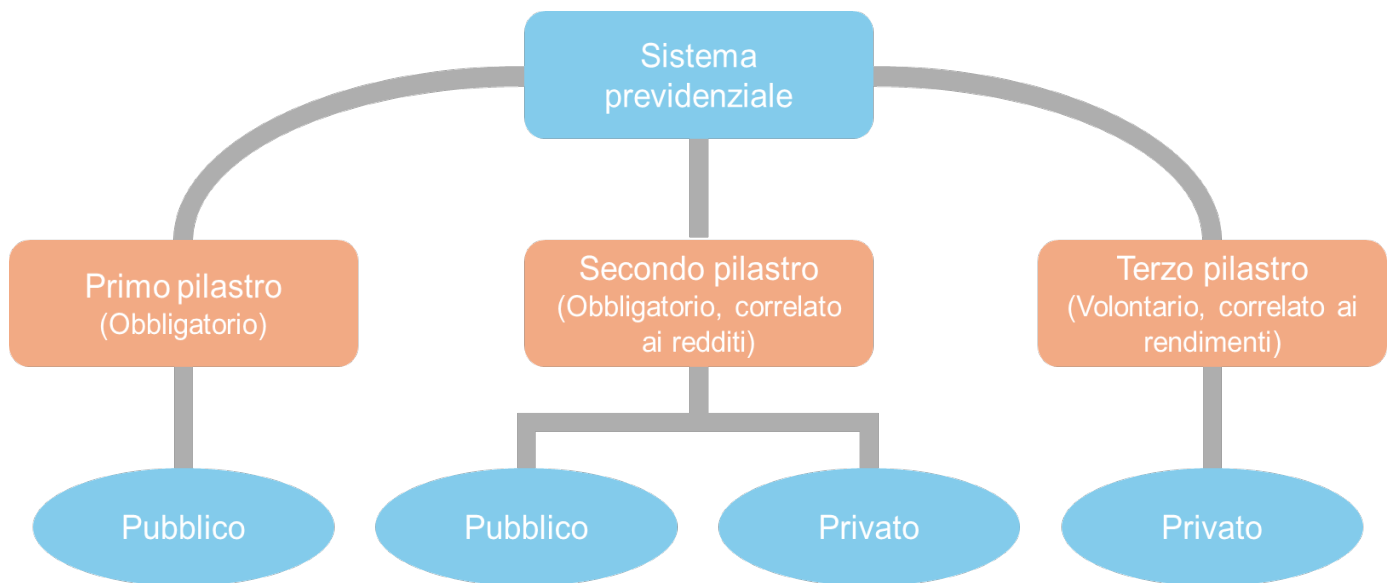 Sistema
previdenziale
Primo pilastro
(Obbligatorio)
Secondo pilastro
(Obbligatorio, correlato
ai redditi)
Terzo pilastro
(Volontario, correlato ai
rendimenti)
Pubblico
Pubblico
Privato
Privato